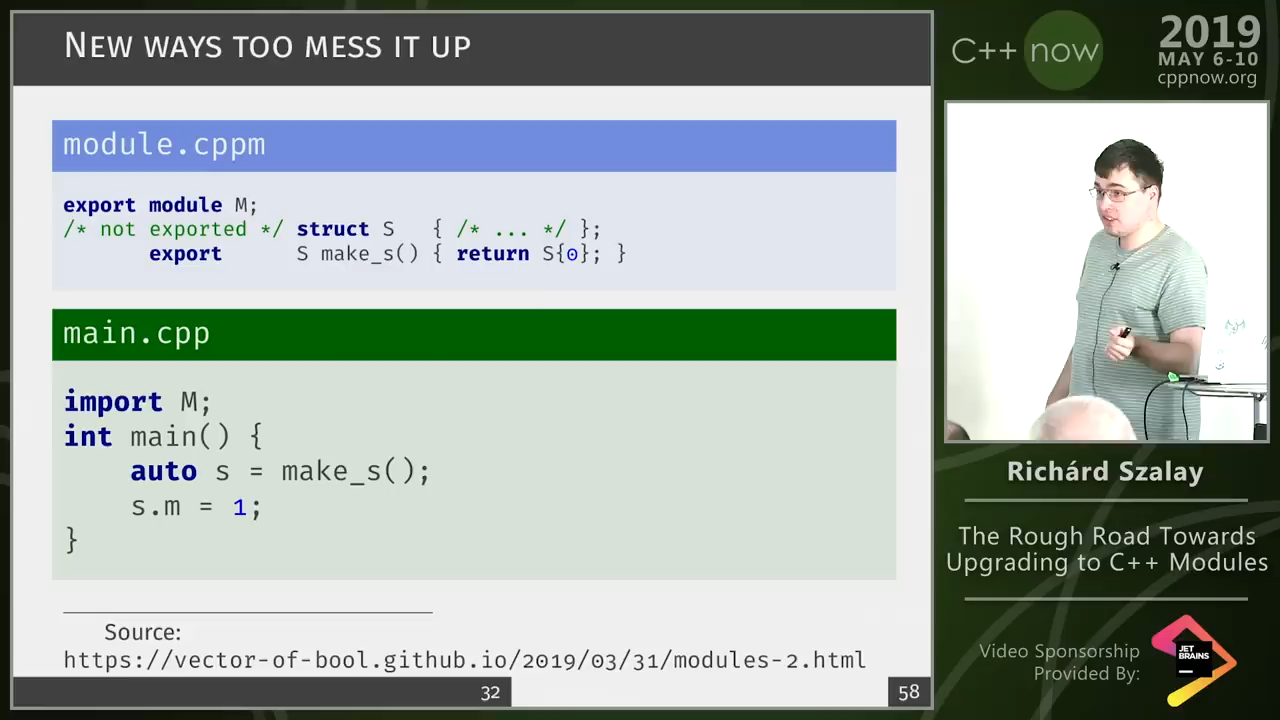 NEW WAYS TOO MESS IT UP
module.cppm
export module M;
/* not exported */ struct S { /* ... */ };
export S make_s() { return S{0}; }
main.cpp
import M;
int main() {
auto s = make_s();
s.m = 1;
}
Source:
https://vector-of-bool.github.io/2019/03/31/modules-2.html
32
58
C++ now
2019
MAY 6-10
cppnow.org
Richárd Szalay
The Rough Road Towards
Upgrading to C++ Modules
Video Sponsorship
Provided By:
JET
BRAINS